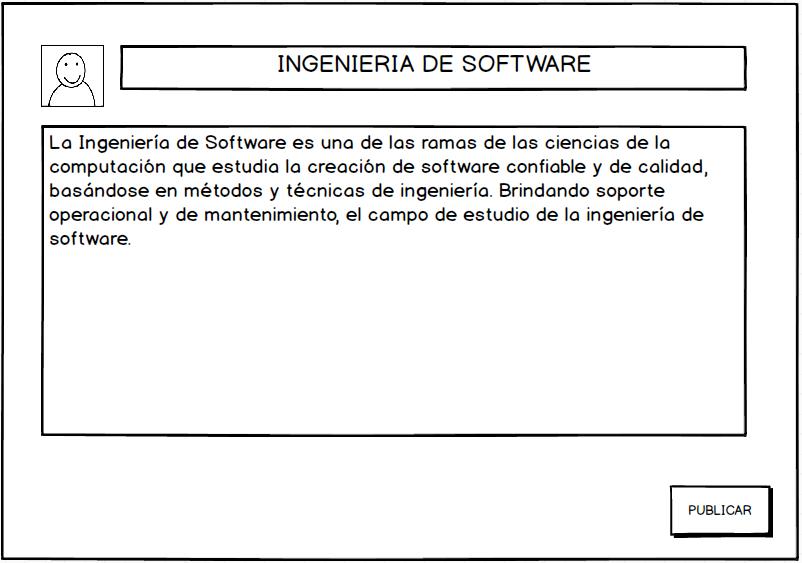 INGENIERIA DE SOFTWARE
La Ingeniería de Software es una de las ramas de las ciencias de la
computación que estudia la creación de software confiable y de calidad,
basándose en métodos y técnicas de ingeniería. Brindando soporte
operacional y de mantenimiento, el campo de estudio de la ingeniería de
software.
PUBLICAR